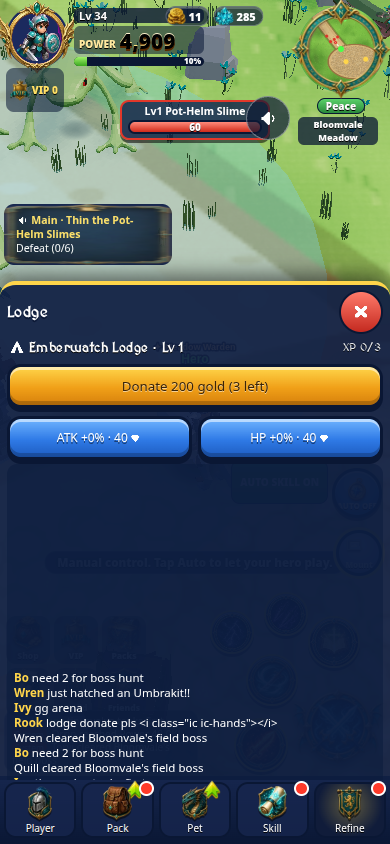 Lv 34
11
285
POWER 4,909
10%
VIP 0
Lv1 Pot-Helm Slime
60
Peace
Bloomvale
Meadow
Main · Thin the Pot-
Helm Slimes
Defeat (0/6)
Lodge
Emberwatch Lodge · Lv 1
XP 0/3
Donate 200 gold (3 left)
ATK +0% · 40
HP +0% · 40
AUTO SKILL ON
Manual control. Tap Auto to let your hero play
Bo need 2 for boss hunt
Wren just hatched an Umbrakit!!
Ivy gg arena
Rook lodge donate pls <i class="ic ic-hands"></i>
Wren cleared Bloomvale's field boss
Bo need 2 for boss hunt
Quill cleared Bloomvale's field boss
Player
Pack
Pet
Skill
Refine